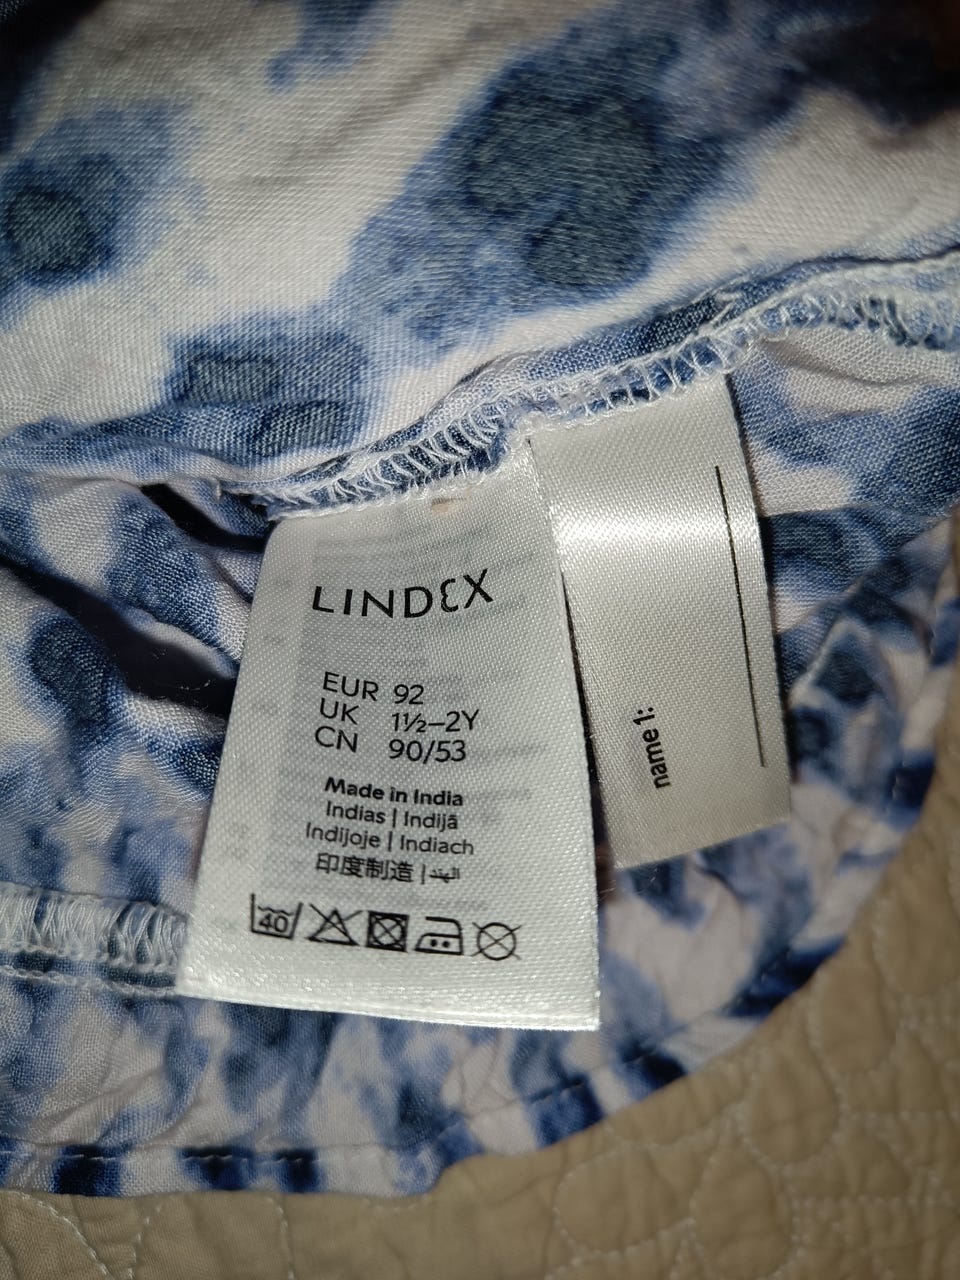 LINDEX
EUR 92
UK 1½–2Y
CN 90/53
Made in India
Indias | Indijā
Indijoje | Indiach
印度制造 | الهند
40
name 1: